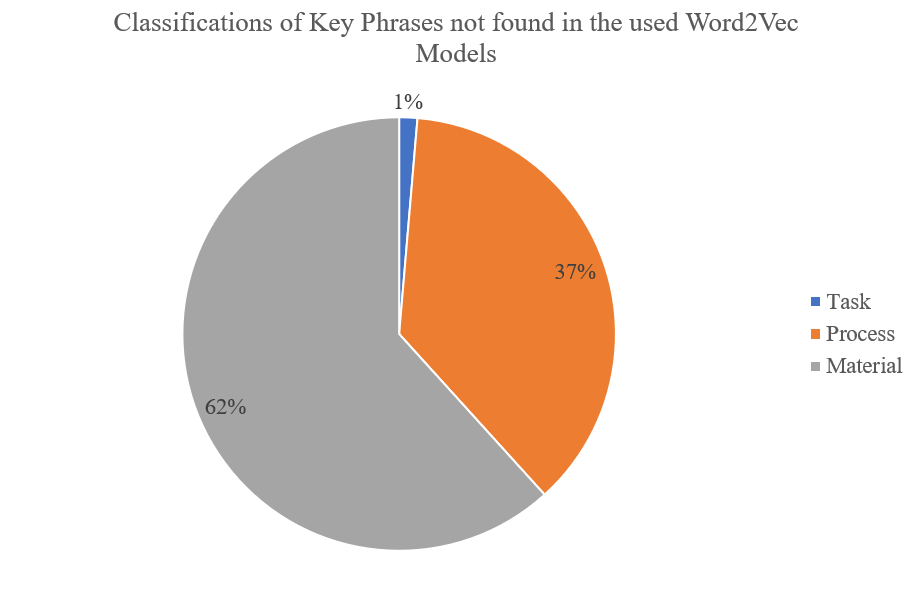 Classifications of Key Phrases not found in the used Word2Vec
Models
1%
37%
62%
Task
Process
Material